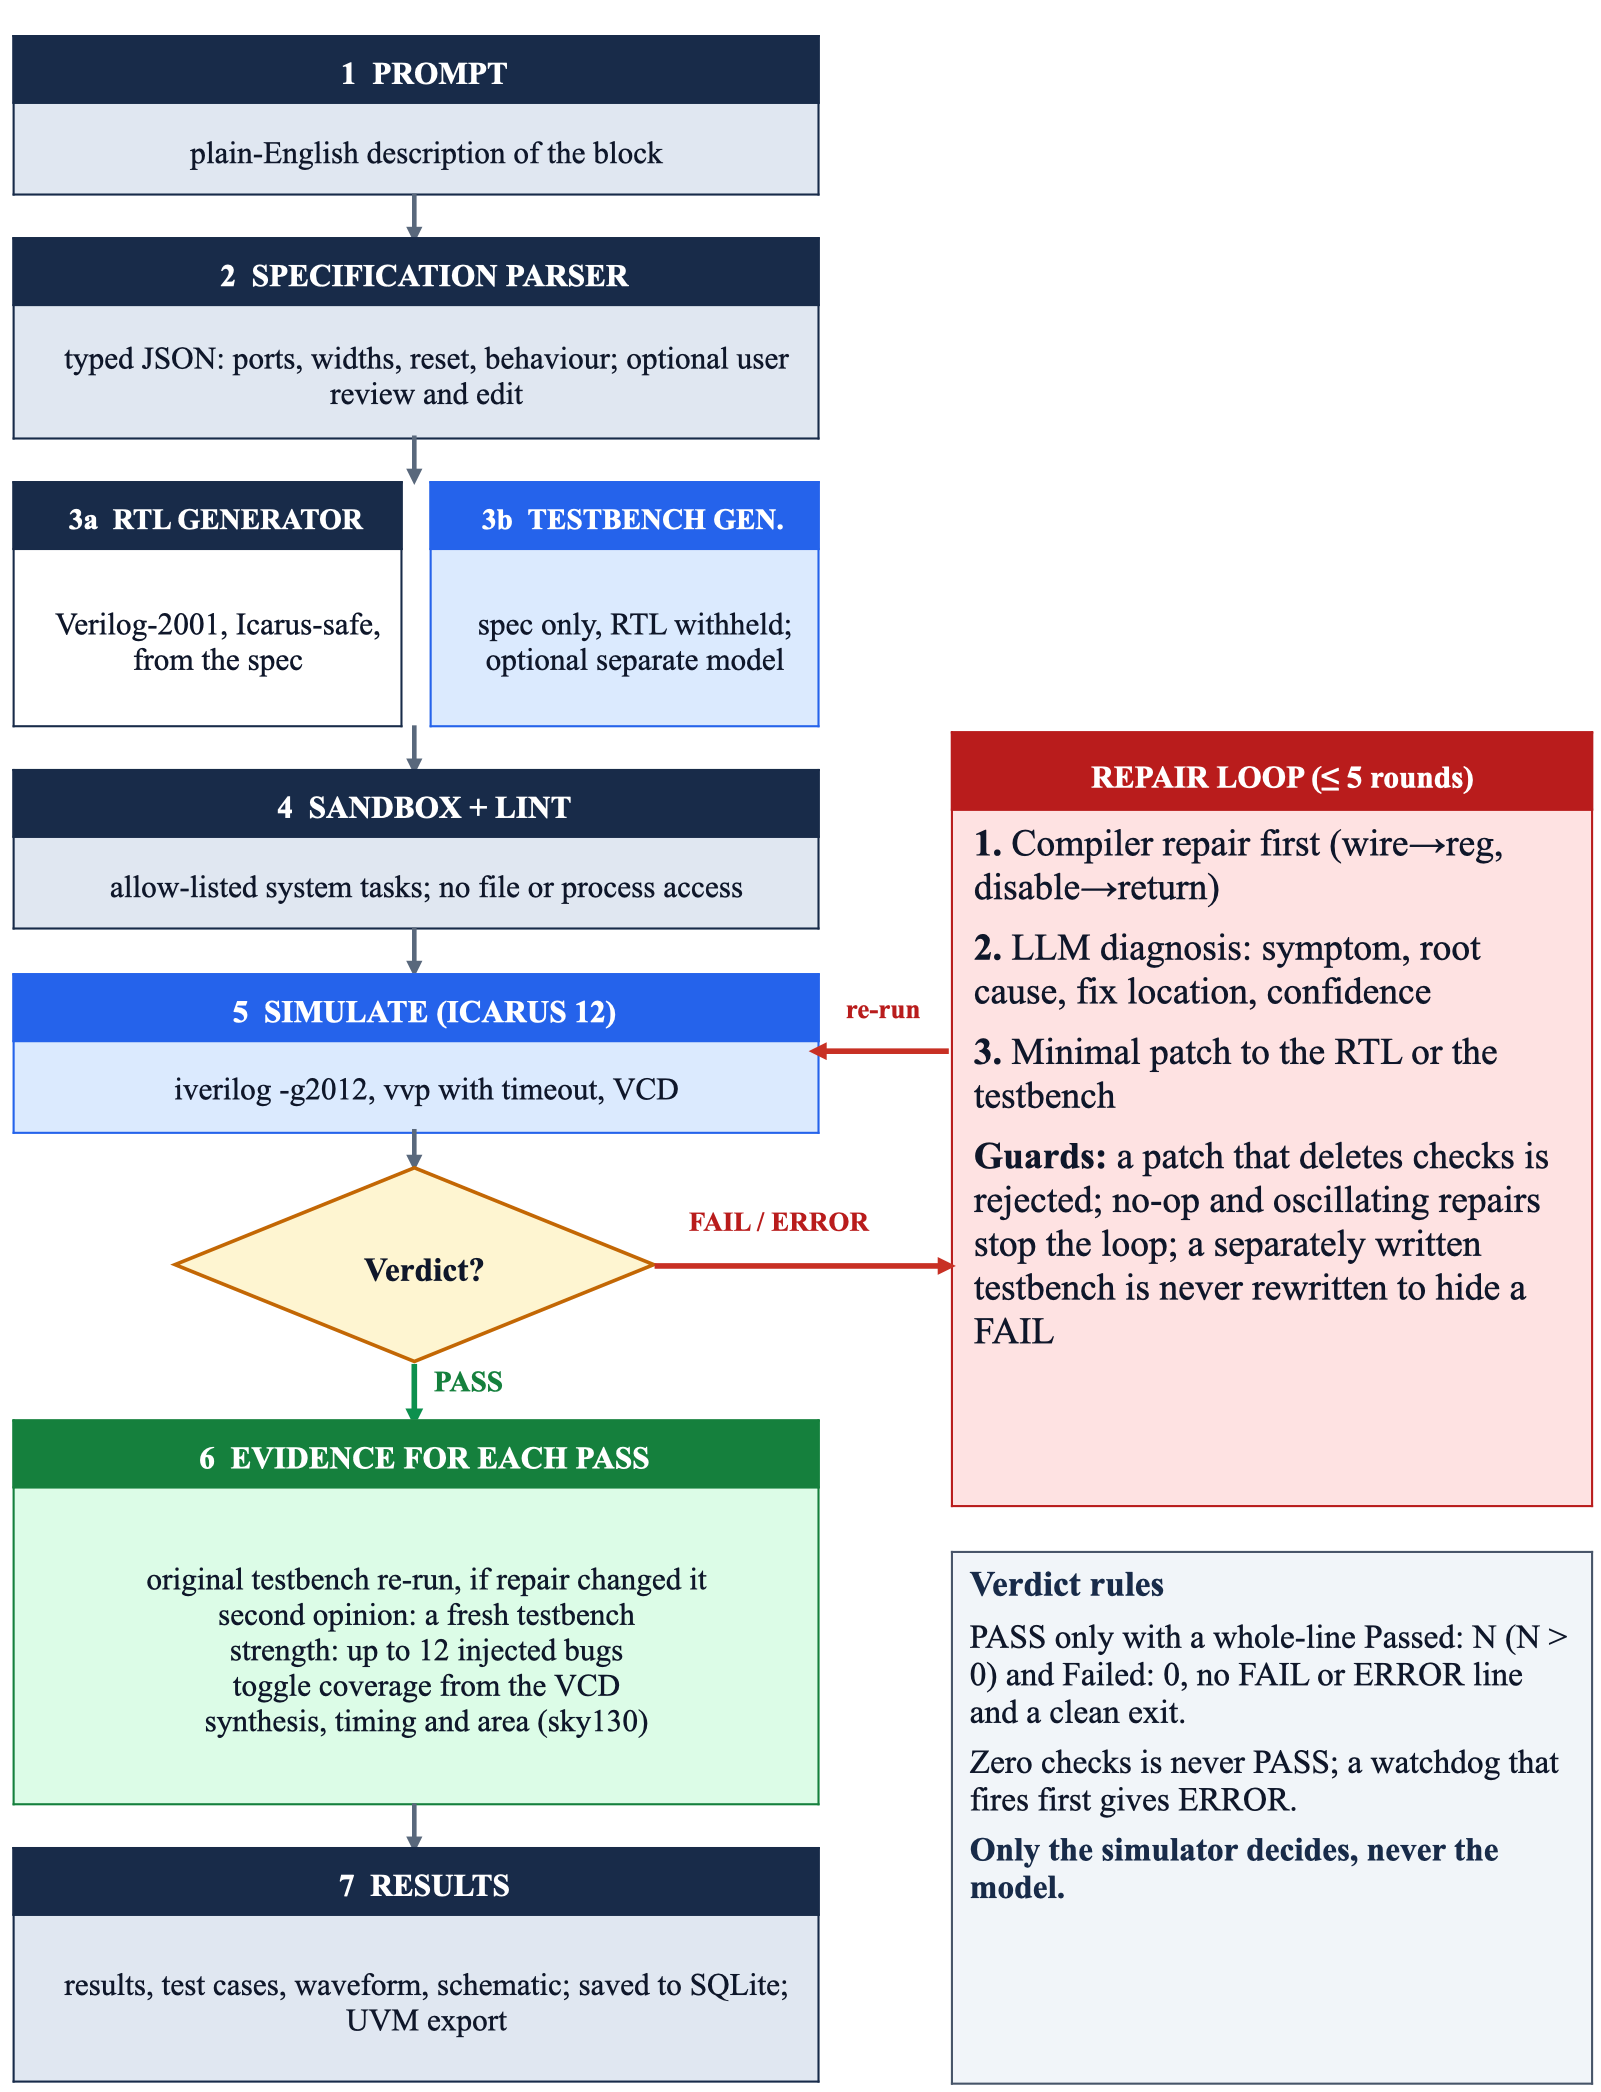 1 PROMPT
plain-English description of the block
2 SPECIFICATION PARSER
typed JSON: ports, widths, reset, behaviour; optional user
review and edit
3a RTL GENERATOR
Verilog-2001, Icarus-safe,
from the spec
3b TESTBENCH GEN.
spec only, RTL withheld;
optional separate model
4 SANDBOX + LINT
allow-listed system tasks; no file or process access
5 SIMULATE (ICARUS 12)
iverilog -g2012, vvp with timeout, VCD
re-run
Verdict?
FAIL / ERROR
PASS
REPAIR LOOP (≤ 5 rounds)
1. Compiler repair first (wire→reg,
disable→return)
2. LLM diagnosis: symptom, root
cause, fix location, confidence
3. Minimal patch to the RTL or the
testbench
Guards: a patch that deletes checks is
rejected; no-op and oscillating repairs
stop the loop; a separately written
testbench is never rewritten to hide a
FAIL
6 EVIDENCE FOR EACH PASS
original testbench re-run, if repair changed it
second opinion: a fresh testbench
strength: up to 12 injected bugs
toggle coverage from the VCD
synthesis, timing and area (sky130)
Verdict rules
PASS only with a whole-line Passed: N (N >
0) and Failed: 0, no FAIL or ERROR line
and a clean exit.
Zero checks is never PASS; a watchdog that
fires first gives ERROR.
Only the simulator decides, never the
model.
7 RESULTS
results, test cases, waveform, schematic; saved to SQLite;
UVM export